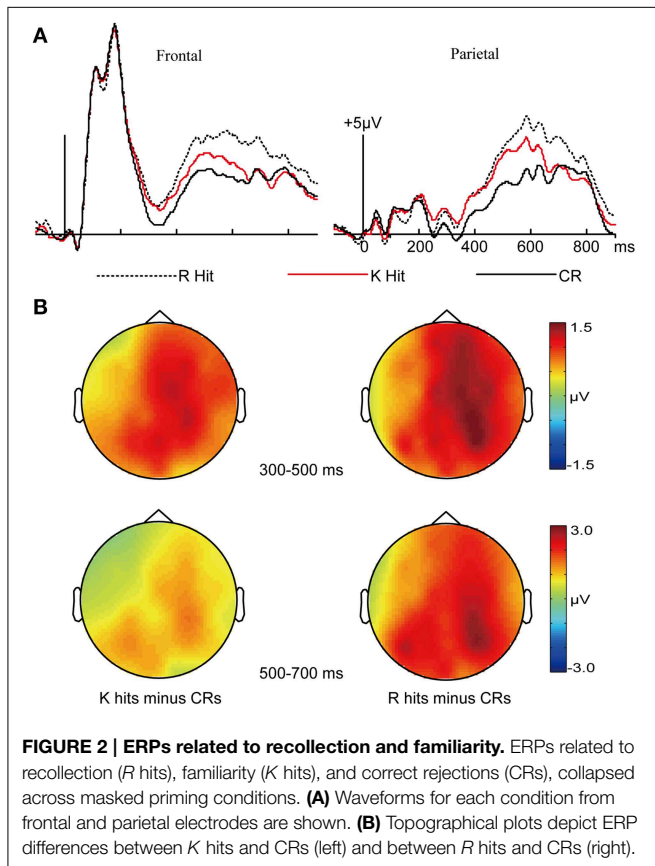 A
Frontal
Parietal
+5µV
0 200 400 600 800 ms
R Hit K Hit CR
B
1.5
µV
-1.5
300-500 ms
3.0
µV
-3.0
500-700 ms
K hits minus CRs R hits minus CRs
FIGURE 2 | ERPs related to recollection and familiarity. ERPs related to
recollection (R hits), familiarity (K hits), and correct rejections (CRs), collapsed
across masked priming conditions. (A) Waveforms for each condition from
frontal and parietal electrodes are shown. (B) Topographical plots depict ERP
differences between K hits and CRs (left) and between R hits and CRs (right).